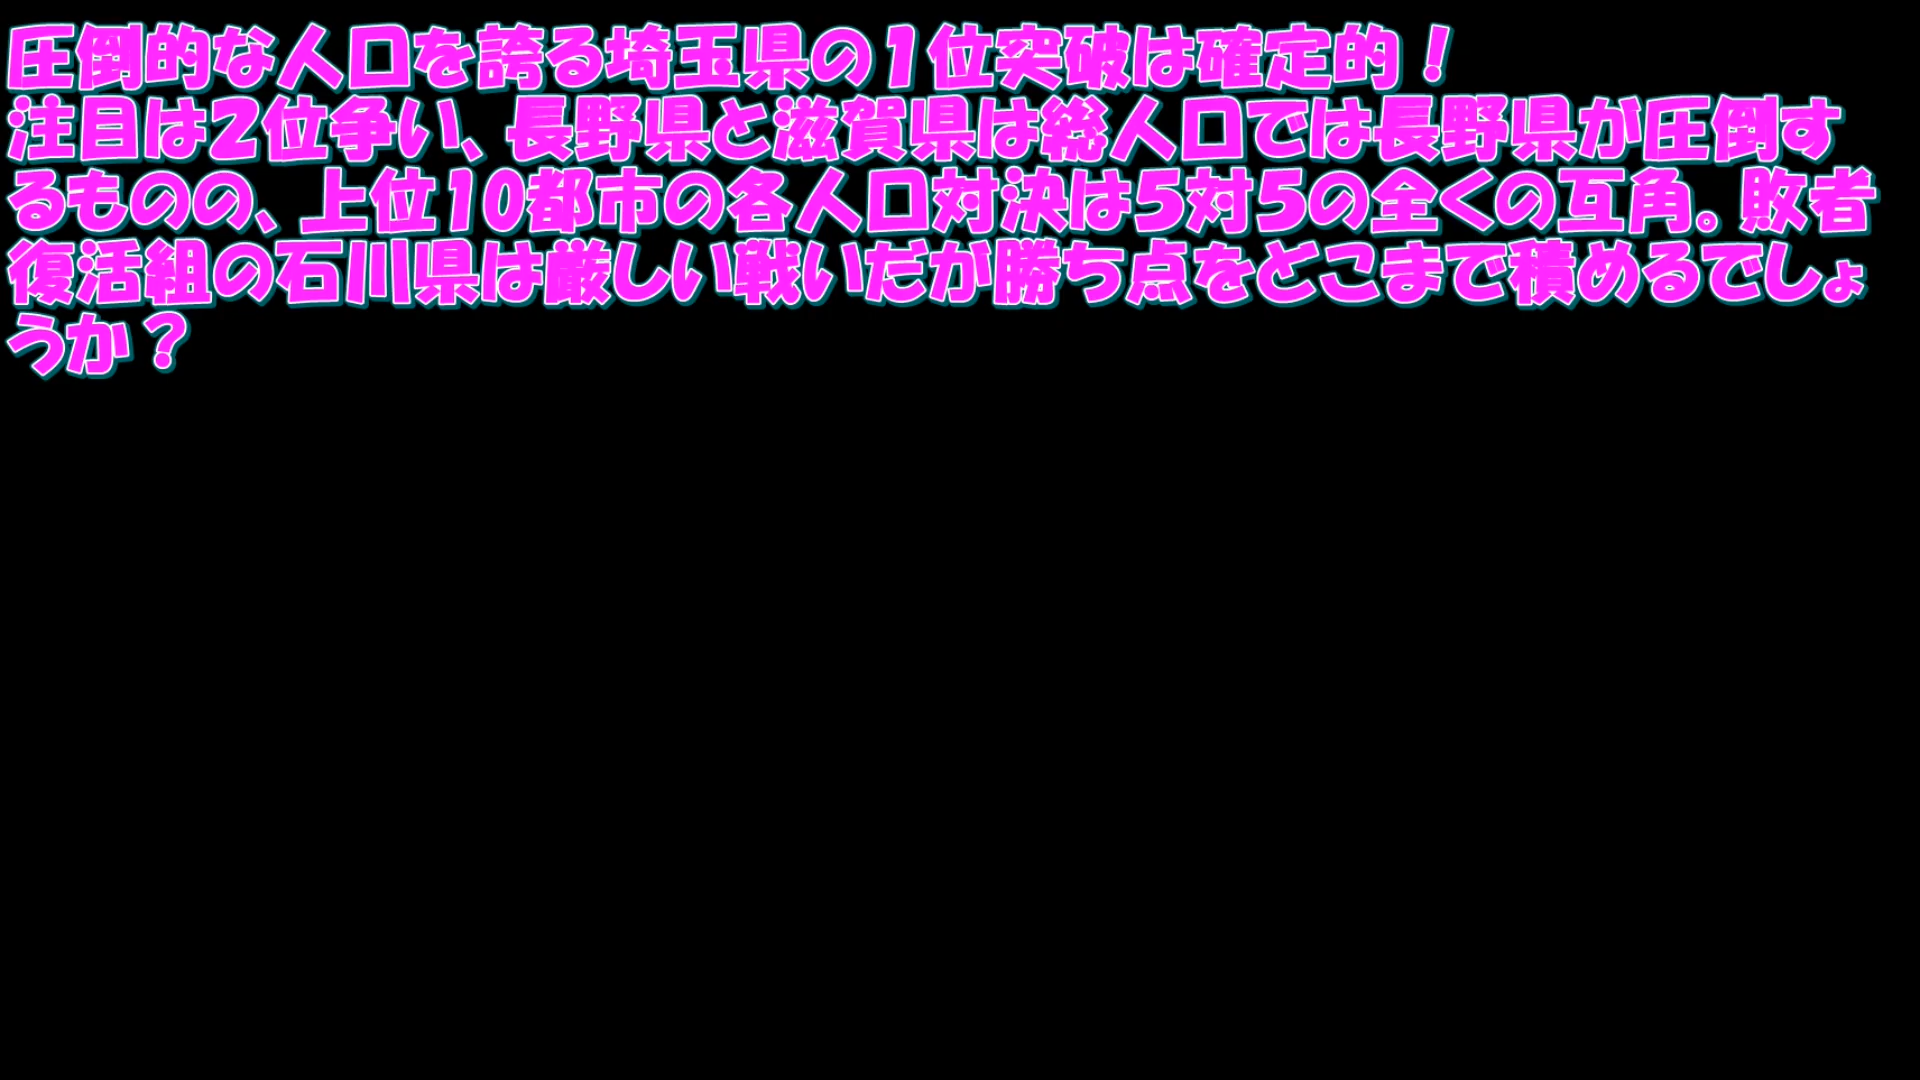 圧倒的な人口を誇る埼玉県の1位突破は確定的！
注目は2位争い、長野県と滋賀県は総人口では長野県が圧倒す
るものの、上位10都市の各人口対決は5対5の全くの互角。敗者
復活組の石川県は厳しい戦いだが勝ち点をどこまで積めるでしょ
うか？